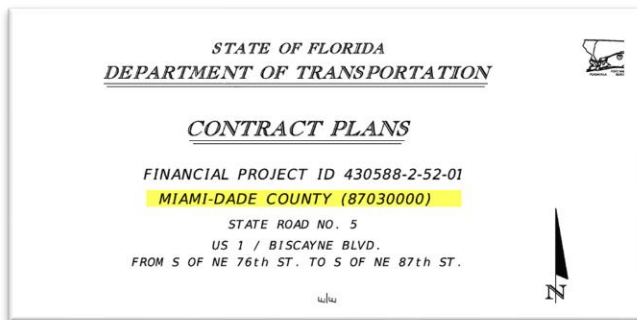 STATE OF FLORIDA
DEPARTMENT OF TRANSPORTATION
CONTRACT PLANS
FINANCIAL PROJECT ID 430588-2-52-01
MIAMI-DADE COUNTY (87030000)
STATE ROAD NO. 5
US 1 / BISCAYNE BLVD.
FROM S OF NE 76th ST. TO S OF NE 87th ST.
N